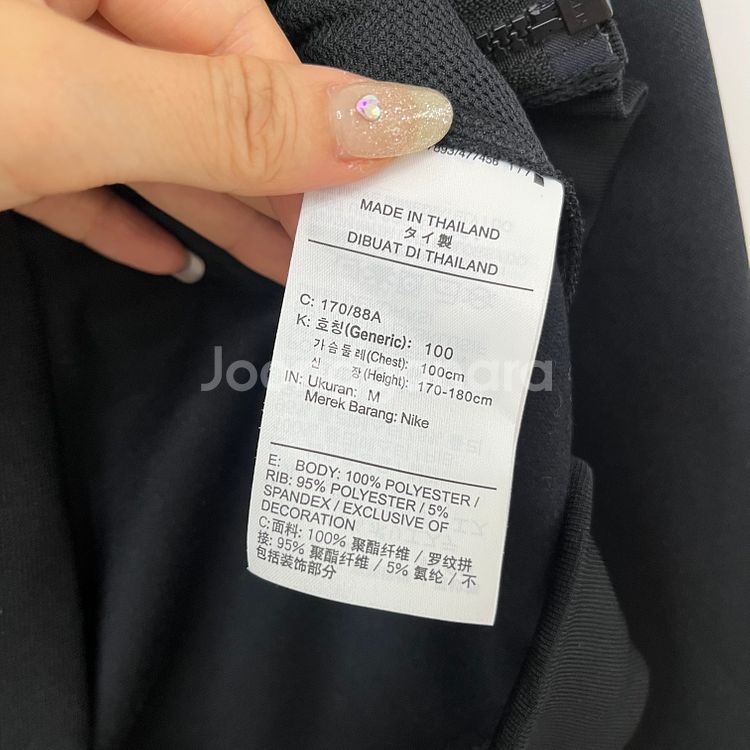 477458 177
MADE IN THAILAND
タイ製
DIBUAT DI THAILAND
C: 170/88A
K: 호칭(Generic): 100
가슴둘레(Chest): 100cm
신 장(Height): 170-180cm
IN: Ukuran: M
Merek Barang: Nike
E: BODY: 100% POLYESTER /
RIB: 95% POLYESTER / 5%
SPANDEX / EXCLUSIVE OF
DECORATION
C:面料: 100% 聚酯纤维 / 罗纹拼
接: 95% 聚酯纤维 / 5% 氨纶 / 不
包括装饰部分